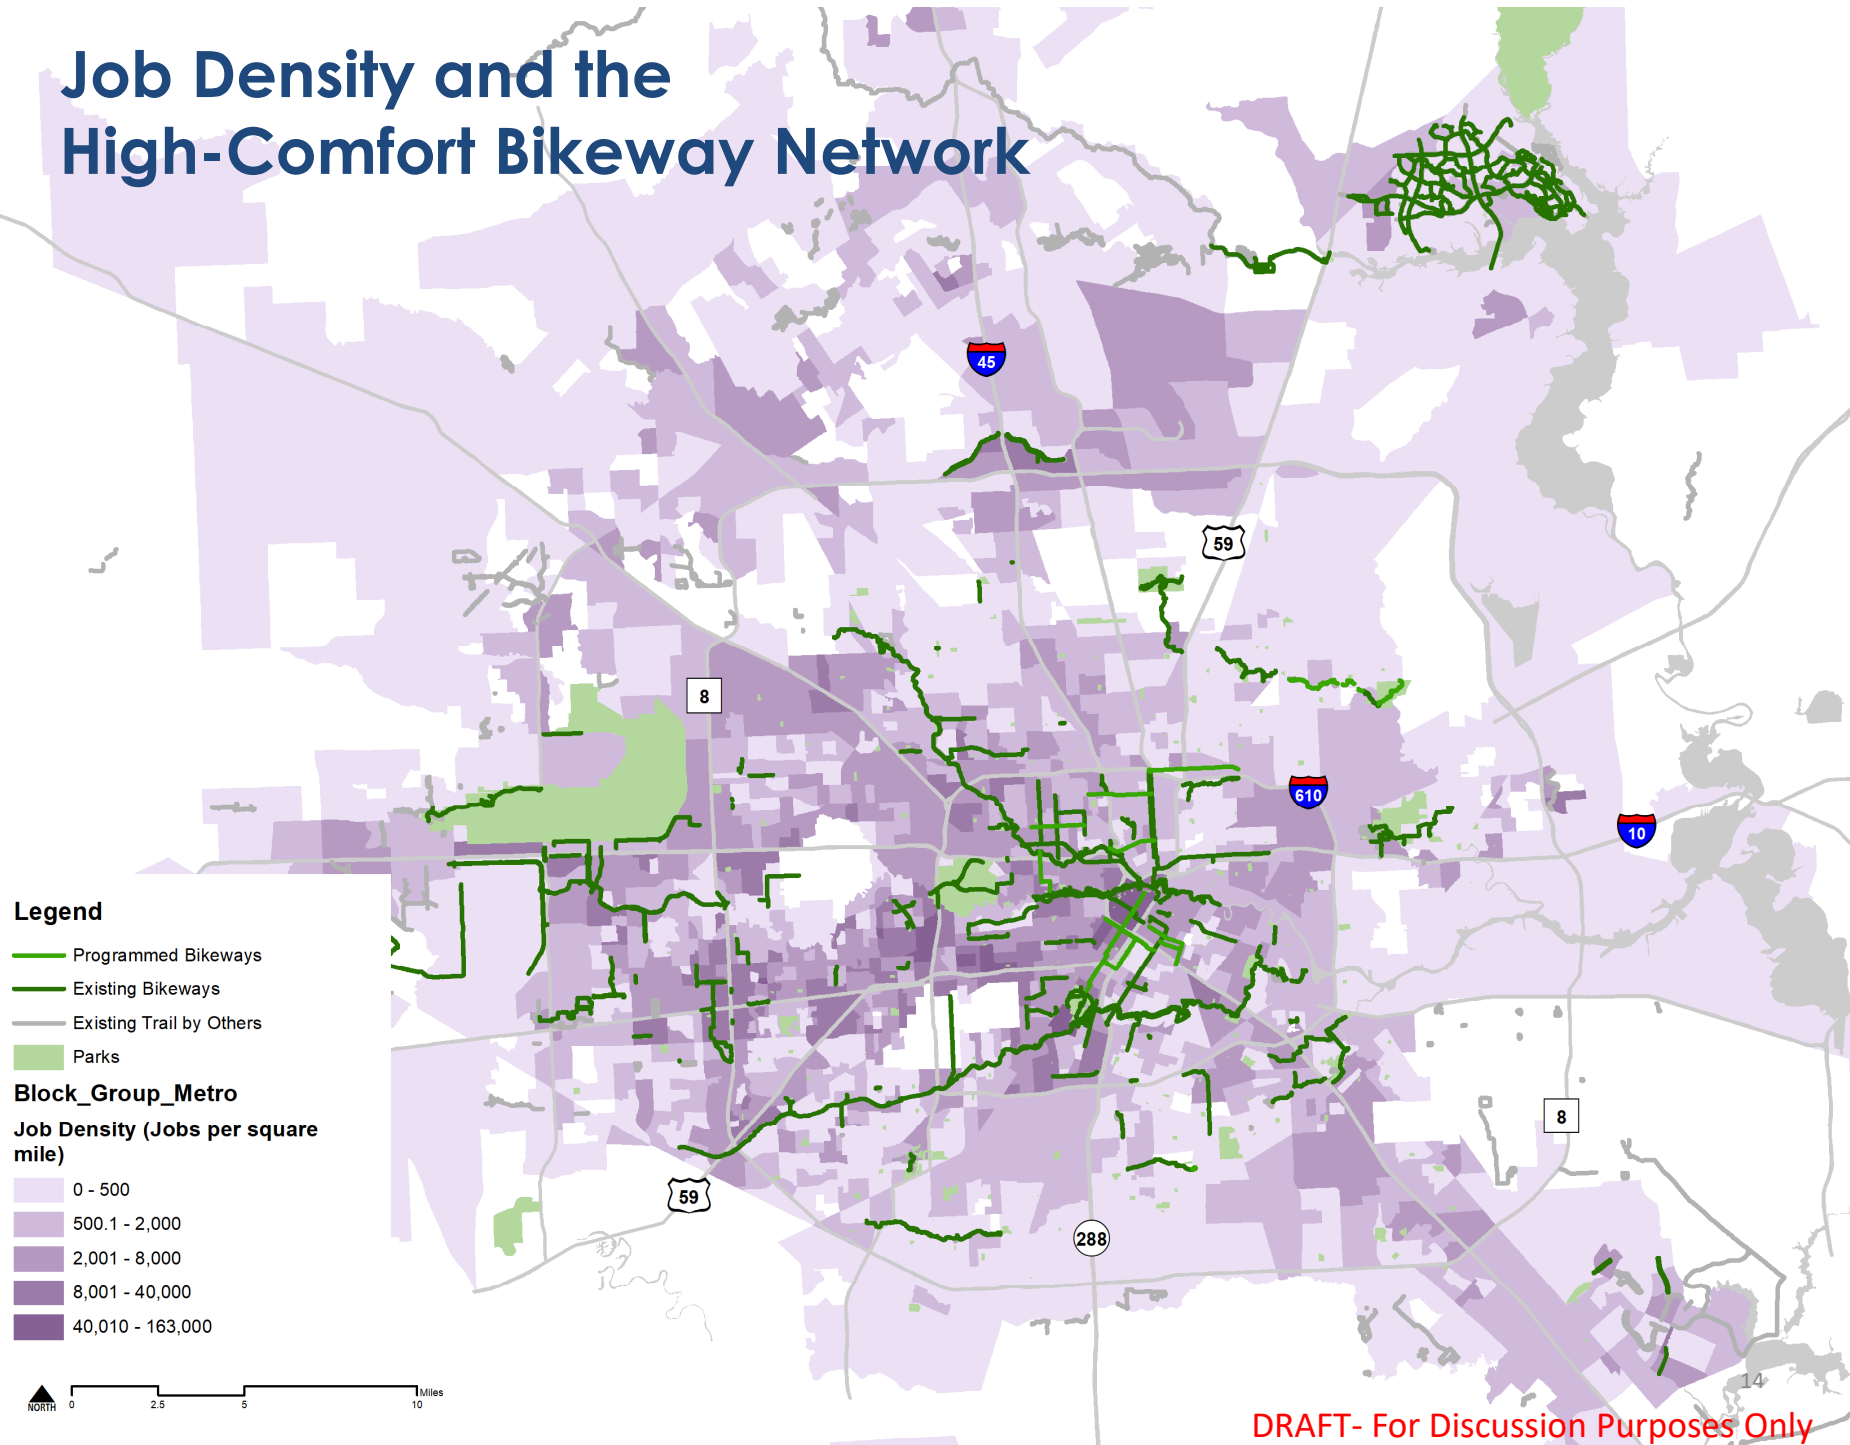 Job Density and the
High-Comfort Bikeway Network
45
59
8
610
10
Legend
Programmed Bikeways
Existing Bikeways
Existing Trail by Others
Parks
Block_Group_Metro
Job Density (Jobs per square
mile)
0 - 500
500.1 - 2,000
2,001 - 8,000
8,001 - 40,000
40,010 - 163,000
8
59
288
NORTH
0 2.5 5 10
Miles
14
DRAFT- For Discussion Purposes Only